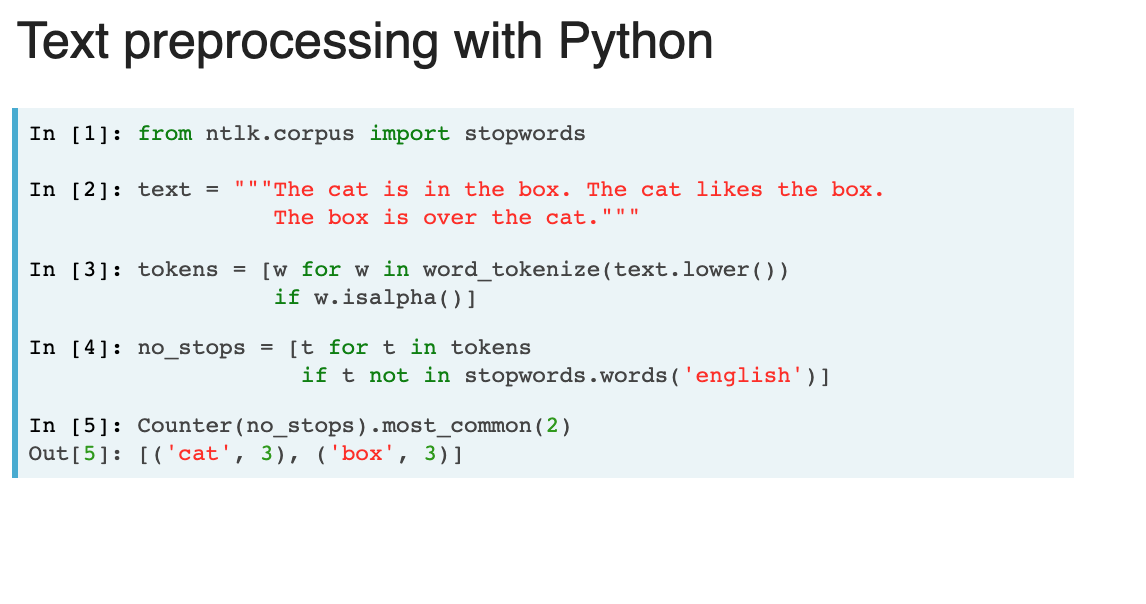 Text preprocessing with Python
In [1]: from ntlk.corpus import stopwords
In [2]: text = """The cat is in the box. The cat likes the box.
The box is over the cat."""
In [3]: tokens = [w for w in word_tokenize(text.lower())
if w.isalpha()]
In [4]: no_stops = [t for t in tokens
if t not in stopwords.words('english')]
In [5]: Counter(no_stops).most_common(2)
Out[5]: [('cat', 3), ('box', 3)]